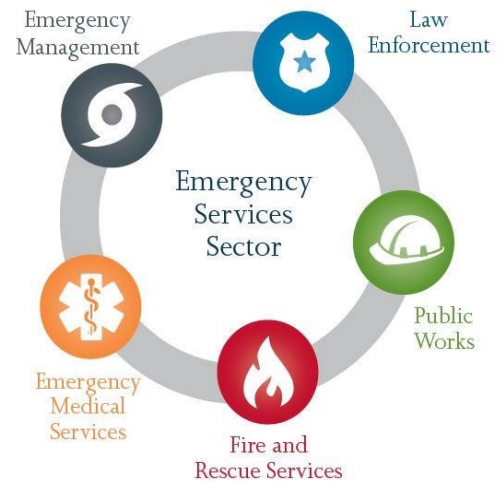 Emergency
Management
Law
Enforcement
Emergency
Services
Sector
Public
Works
Emergency
Medical
Services
Fire and
Rescue Services